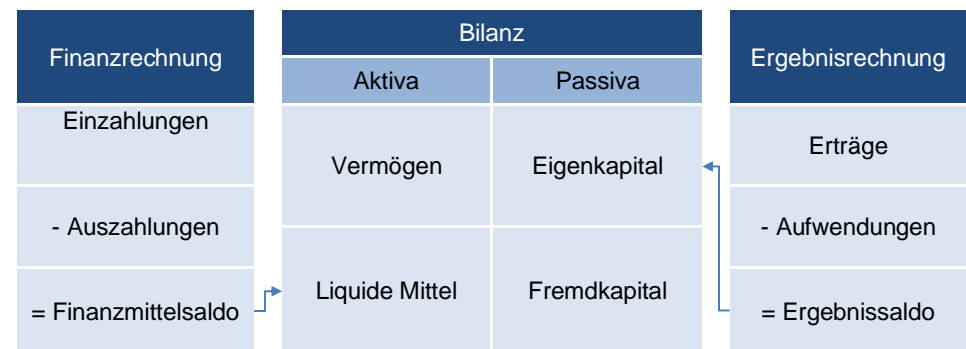 Finanzrechnung
Einzahlungen
- Auszahlungen
= Finanzmittelsaldo
Bilanz
Aktiva
Passiva
Vermögen
Eigenkapital
Liquide Mittel
Fremdkapital
Ergebnisrechnung
Erträge
- Aufwendungen
= Ergebnissaldo